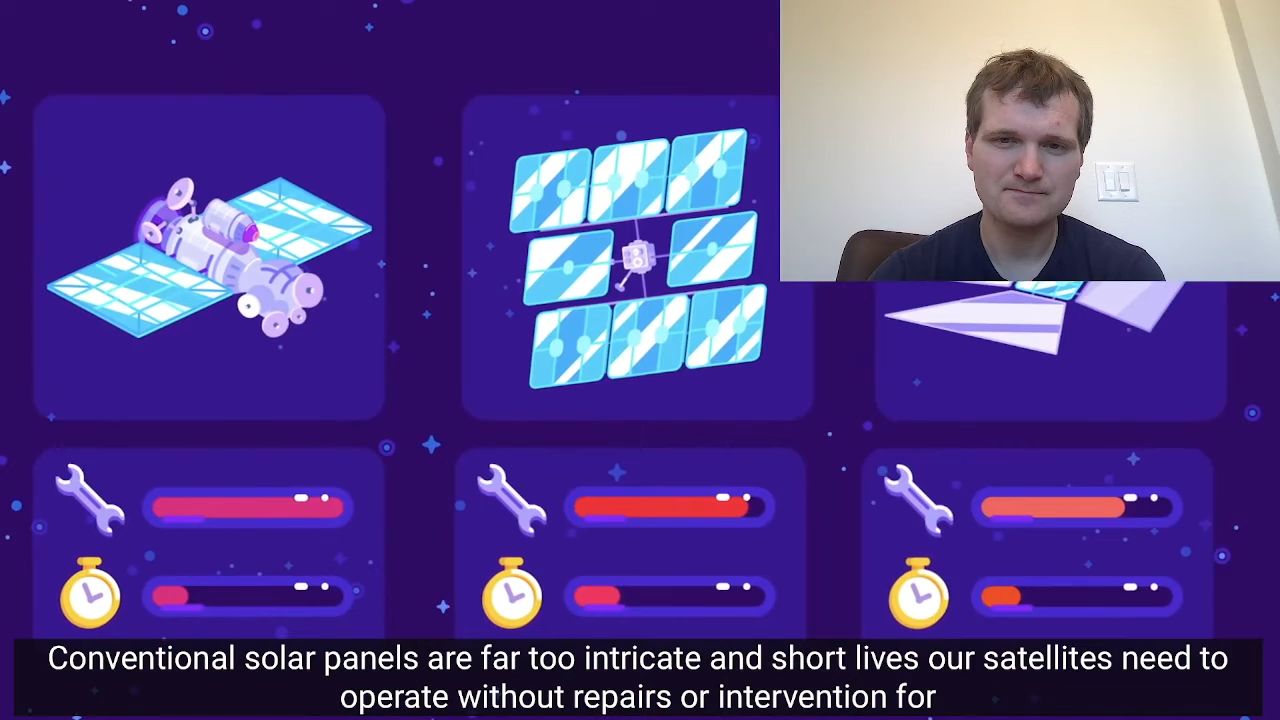 Conventional solar panels are far too intricate and short lives our satellites need to
operate without repairs or intervention for